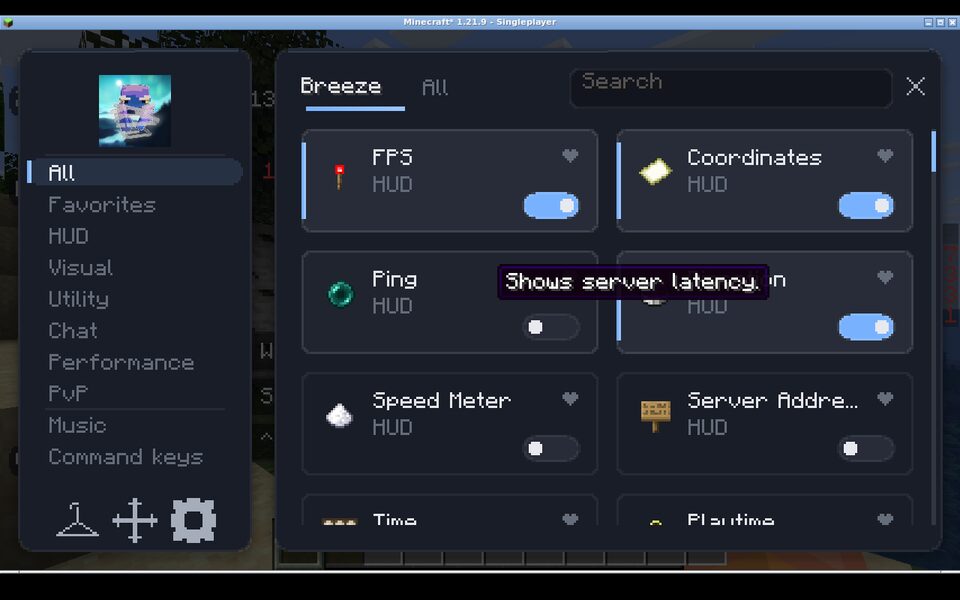 Minecraft* 1.21.9 - Singleplayer
Breeze
All
Search
All
Favorites
HUD
Visual
Utility
Chat
Performance
PvP
Music
Command keys
FPS
HUD
Coordinates
HUD
Ping
HUD
Shows server latency.
HUD
Speed Meter
HUD
Server Addre...
HUD
Time
Playtime